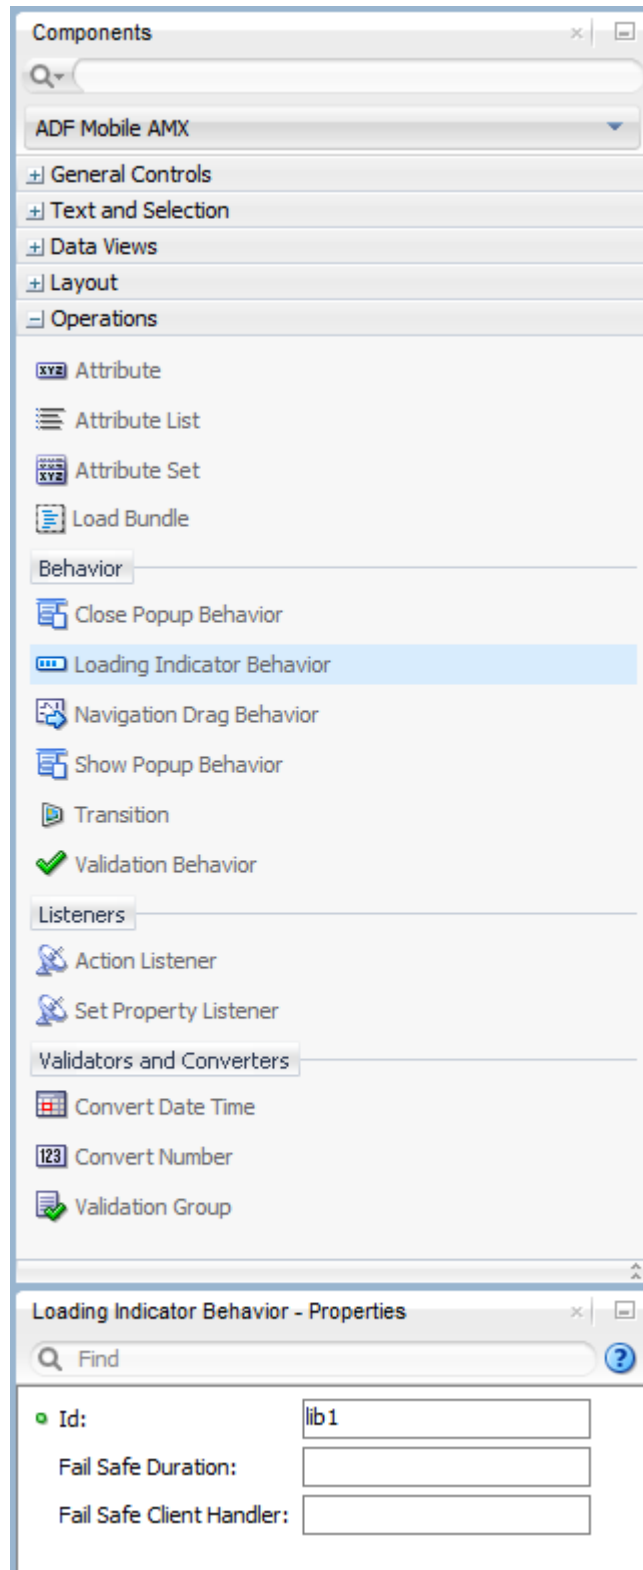 Components
ADF Mobile AMX
General Controls
Text and Selection
Data Views
Layout
Operations
XYZ Attribute
Attribute List
XYZ Attribute Set
Load Bundle
Behavior
Close Popup Behavior
Loading Indicator Behavior
Navigation Drag Behavior
Show Popup Behavior
Transition
Validation Behavior
Listeners
Action Listener
Set Property Listener
Validators and Converters
Convert Date Time
123 Convert Number
Validation Group
Loading Indicator Behavior - Properties
Find ?
Id: lib1
Fail Safe Duration:
Fail Safe Client Handler: